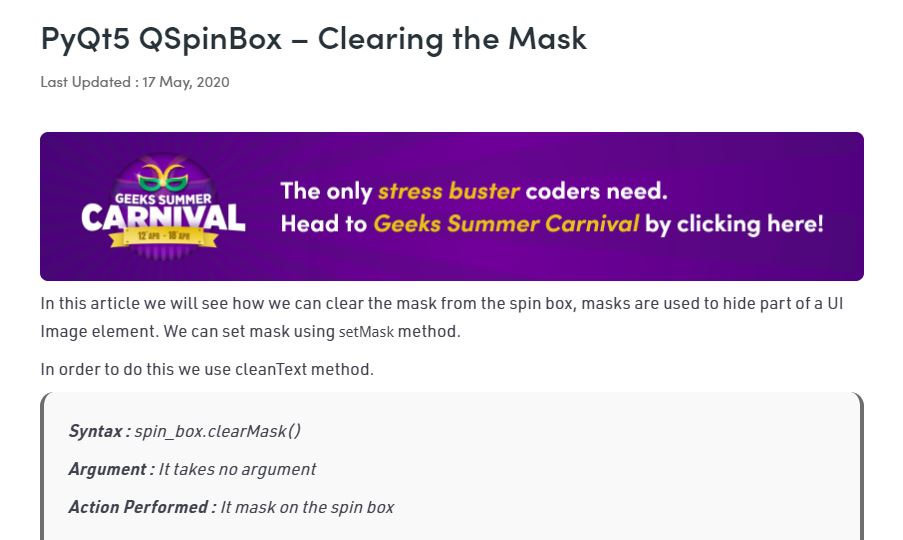 PyQt5 QSpinBox – Clearing the Mask
Last Updated : 17 May, 2020
GEEKS SUMMER
CARNIVAL
12 APR - 18 APR
The only stress buster coders need.
Head to Geeks Summer Carnival by clicking here!
In this article we will see how we can clear the mask from the spin box, masks are used to hide part of a UI
Image element. We can set mask using setMask method.
In order to do this we use cleanText method.
Syntax : spin_box.clearMask()
Argument : It takes no argument
Action Performed : It mask on the spin box